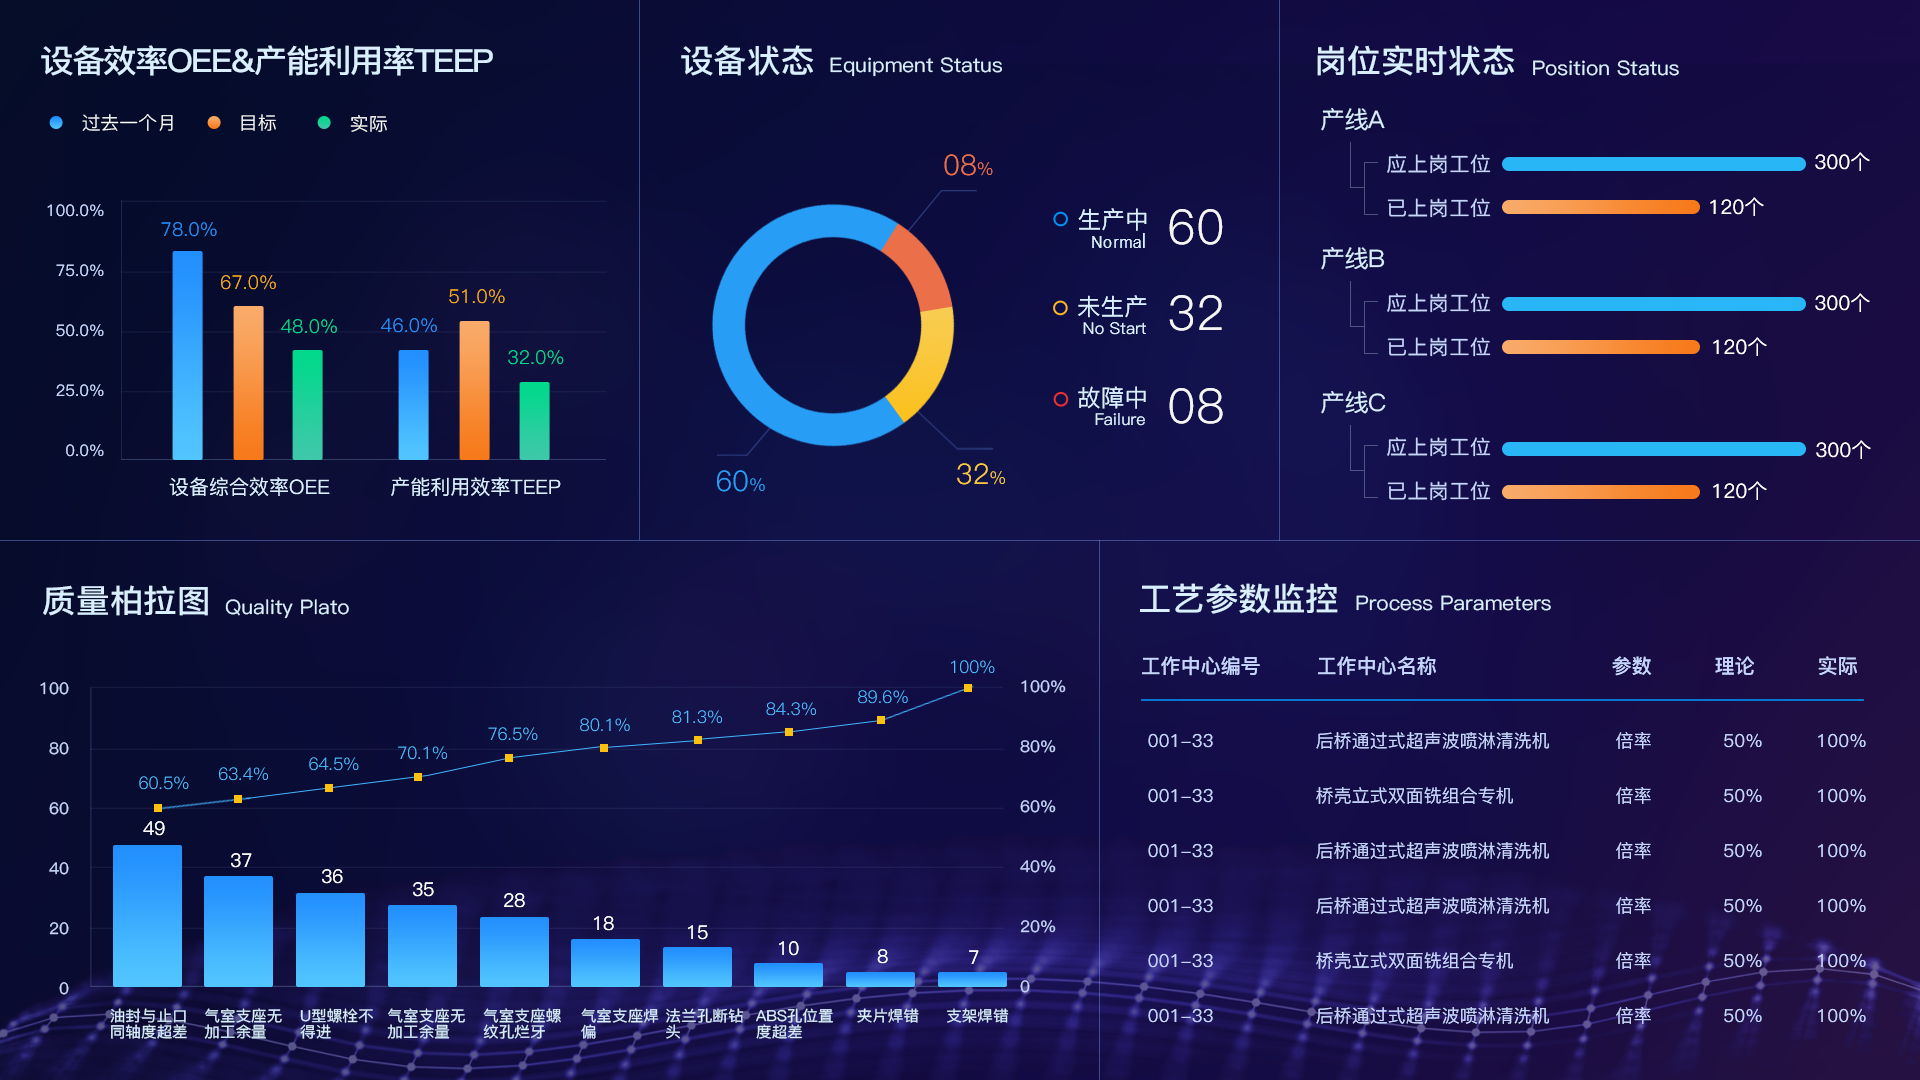 设备效率OEE&产能利用率TEEP
过去一个月 目标 实际
100.0%
75.0%
50.0%
25.0%
0.0%
78.0%
67.0%
48.0%
46.0%
51.0%
32.0%
设备综合效率OEE 产能利用效率TEEP
设备状态 Equipment Status
08%
32%
60%
生产中 60
Normal
未生产 32
No Start
故障中 08
Failure
岗位实时状态 Position Status
产线A
应上岗工位 300个
已上岗工位 120个
产线B
应上岗工位 300个
已上岗工位 120个
产线C
应上岗工位 300个
已上岗工位 120个
质量柏拉图 Quality Plato
100
80
60
40
20
0
60.5%
63.4%
64.5%
70.1%
76.5%
80.1%
81.3%
84.3%
89.6%
100%
49
37
36
35
28
18
15
10
8
7
100%
80%
60%
40%
20%
0
油封与止口
同轴度超差
气室支座无
加工余量
U型螺栓不
得进
气室支座无
加工余量
气室支座螺
纹孔烂牙
气室支座焊
偏
法兰孔断钻
头
ABS孔位置
度超差
夹片焊错
支架焊错
工艺参数监控 Process Parameters
工作中心编号 工作中心名称 参数 理论 实际
001-33 后桥通过式超声波喷淋清洗机 倍率 50% 100%
001-33 桥壳立式双面铣组合专机 倍率 50% 100%
001-33 后桥通过式超声波喷淋清洗机 倍率 50% 100%
001-33 后桥通过式超声波喷淋清洗机 倍率 50% 100%
001-33 桥壳立式双面铣组合专机 倍率 50% 100%
001-33 后桥通过式超声波喷淋清洗机 倍率 50% 100%